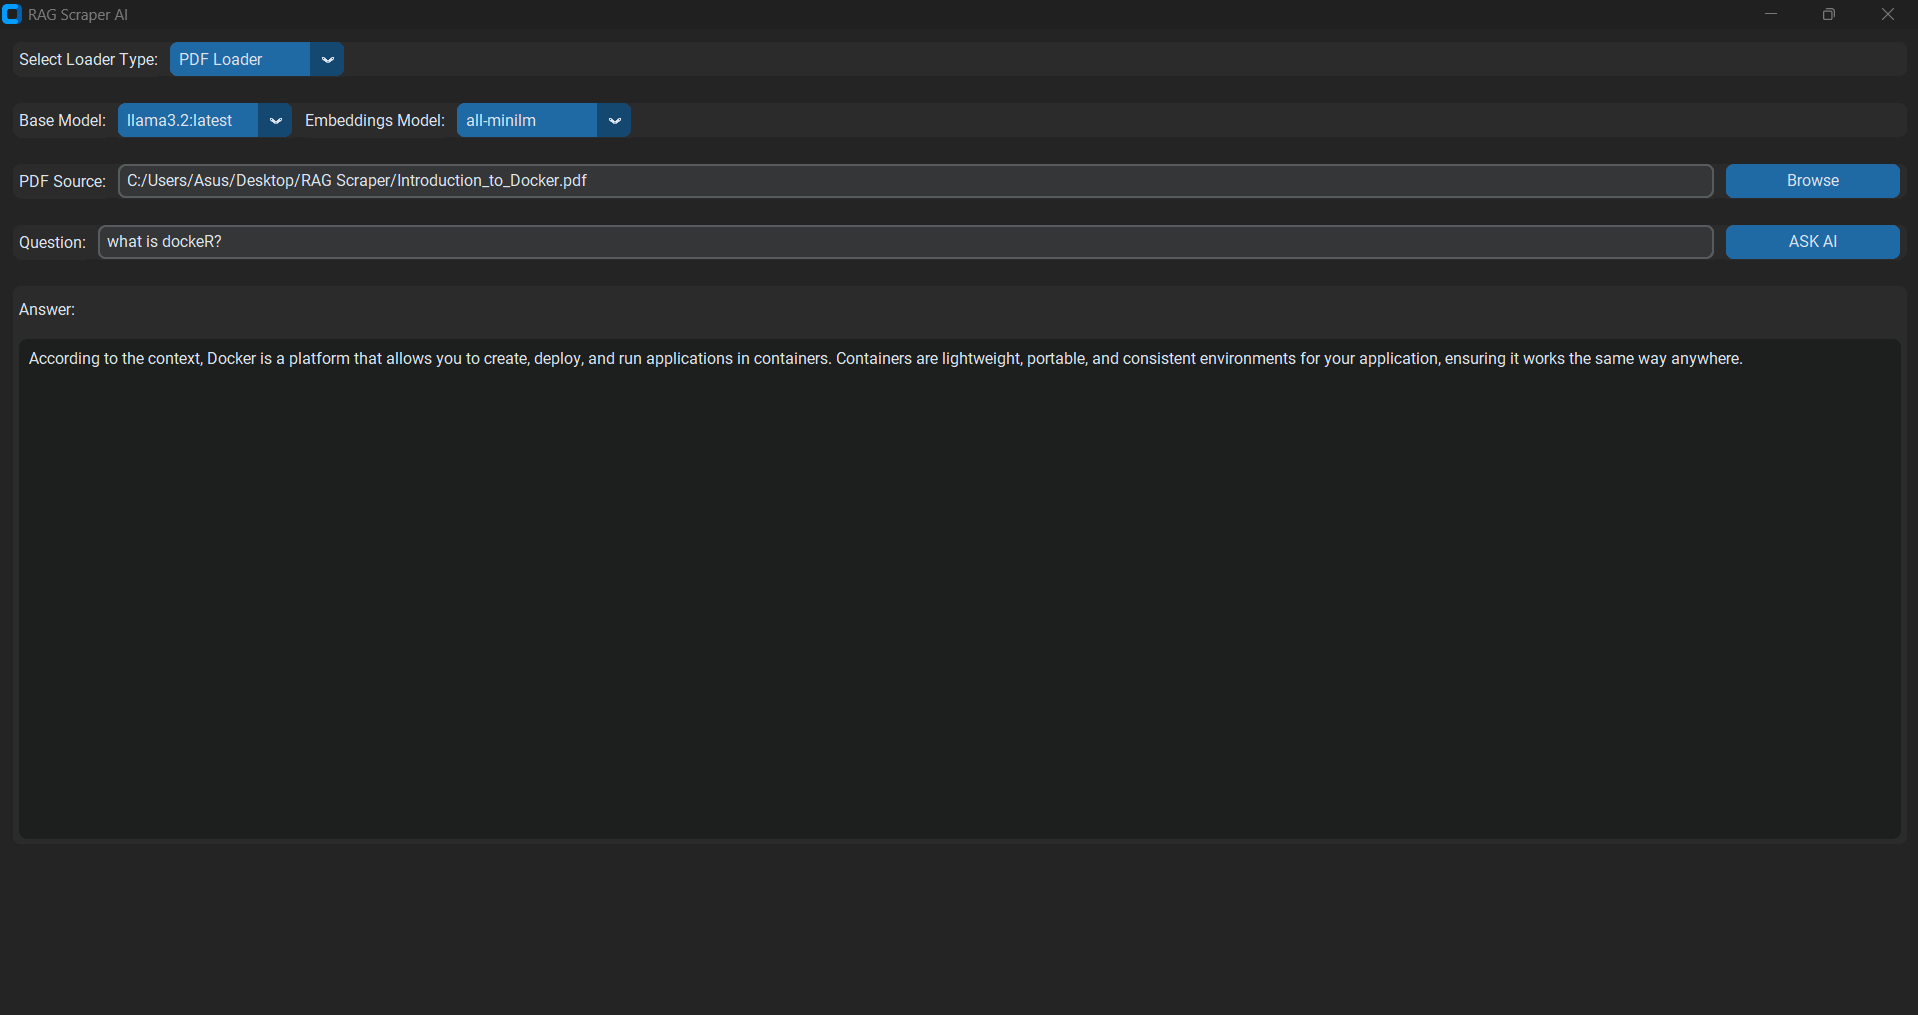 RAG Scraper AI
Select Loader Type: PDF Loader
Base Model: llama3.2:latest Embeddings Model: all-minilm
PDF Source: C:/Users/Asus/Desktop/RAG Scraper/Introduction_to_Docker.pdf Browse
Question: what is dockeR? ASK AI
Answer:
According to the context, Docker is a platform that allows you to create, deploy, and run applications in containers. Containers are lightweight, portable, and consistent environments for your application, ensuring it works the same way anywhere.